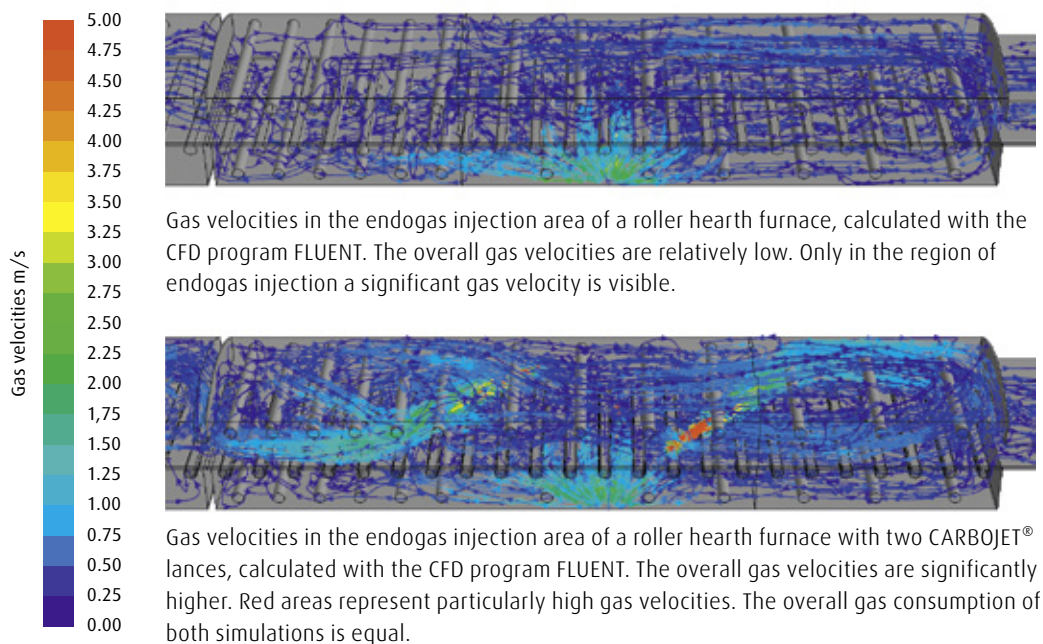 5.00
4.75
4.50
4.25
4.00
3.75
3.50
3.25
3.00
2.75
2.50
2.25
2.00
1,75
1,50
1.25
1.00
0.75
0.50
0.25
0.00
Gas velocities m/s
Gas velocities in the endogas injection area of a roller hearth furnace, calculated with the
CFD program FLUENT. The overall gas velocities are relatively low. Only in the region of
endogas injection a significant gas velocity is visible.
Gas velocities in the endogas injection area of a roller hearth furnace with two CARBOJET®
lances, calculated with the CFD program FLUENT. The overall gas velocities are significantly
higher. Red areas represent particularly high gas velocities. The overall gas consumption of
both simulations is equal.